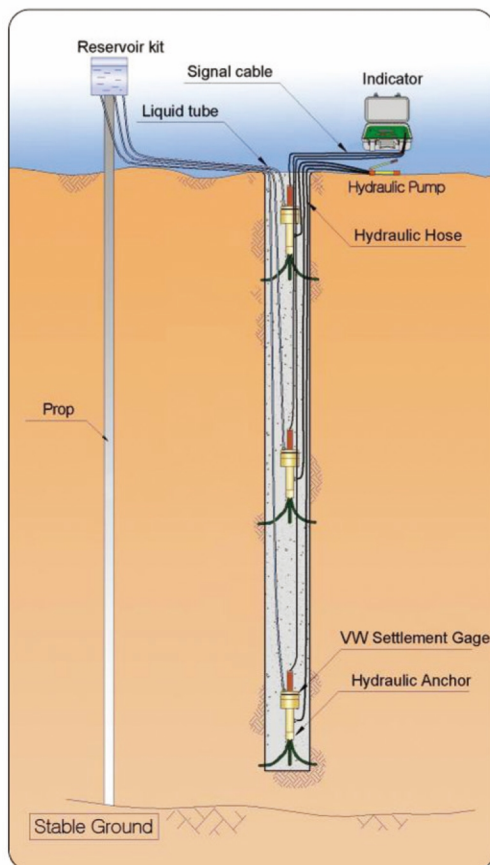 Reservoir kit
Signal cable
Indicator
Liquid tube
Hydraulic Pump
Hydraulic Hose
Prop
VW Settlement Gage
Hydraulic Anchor
Stable Ground